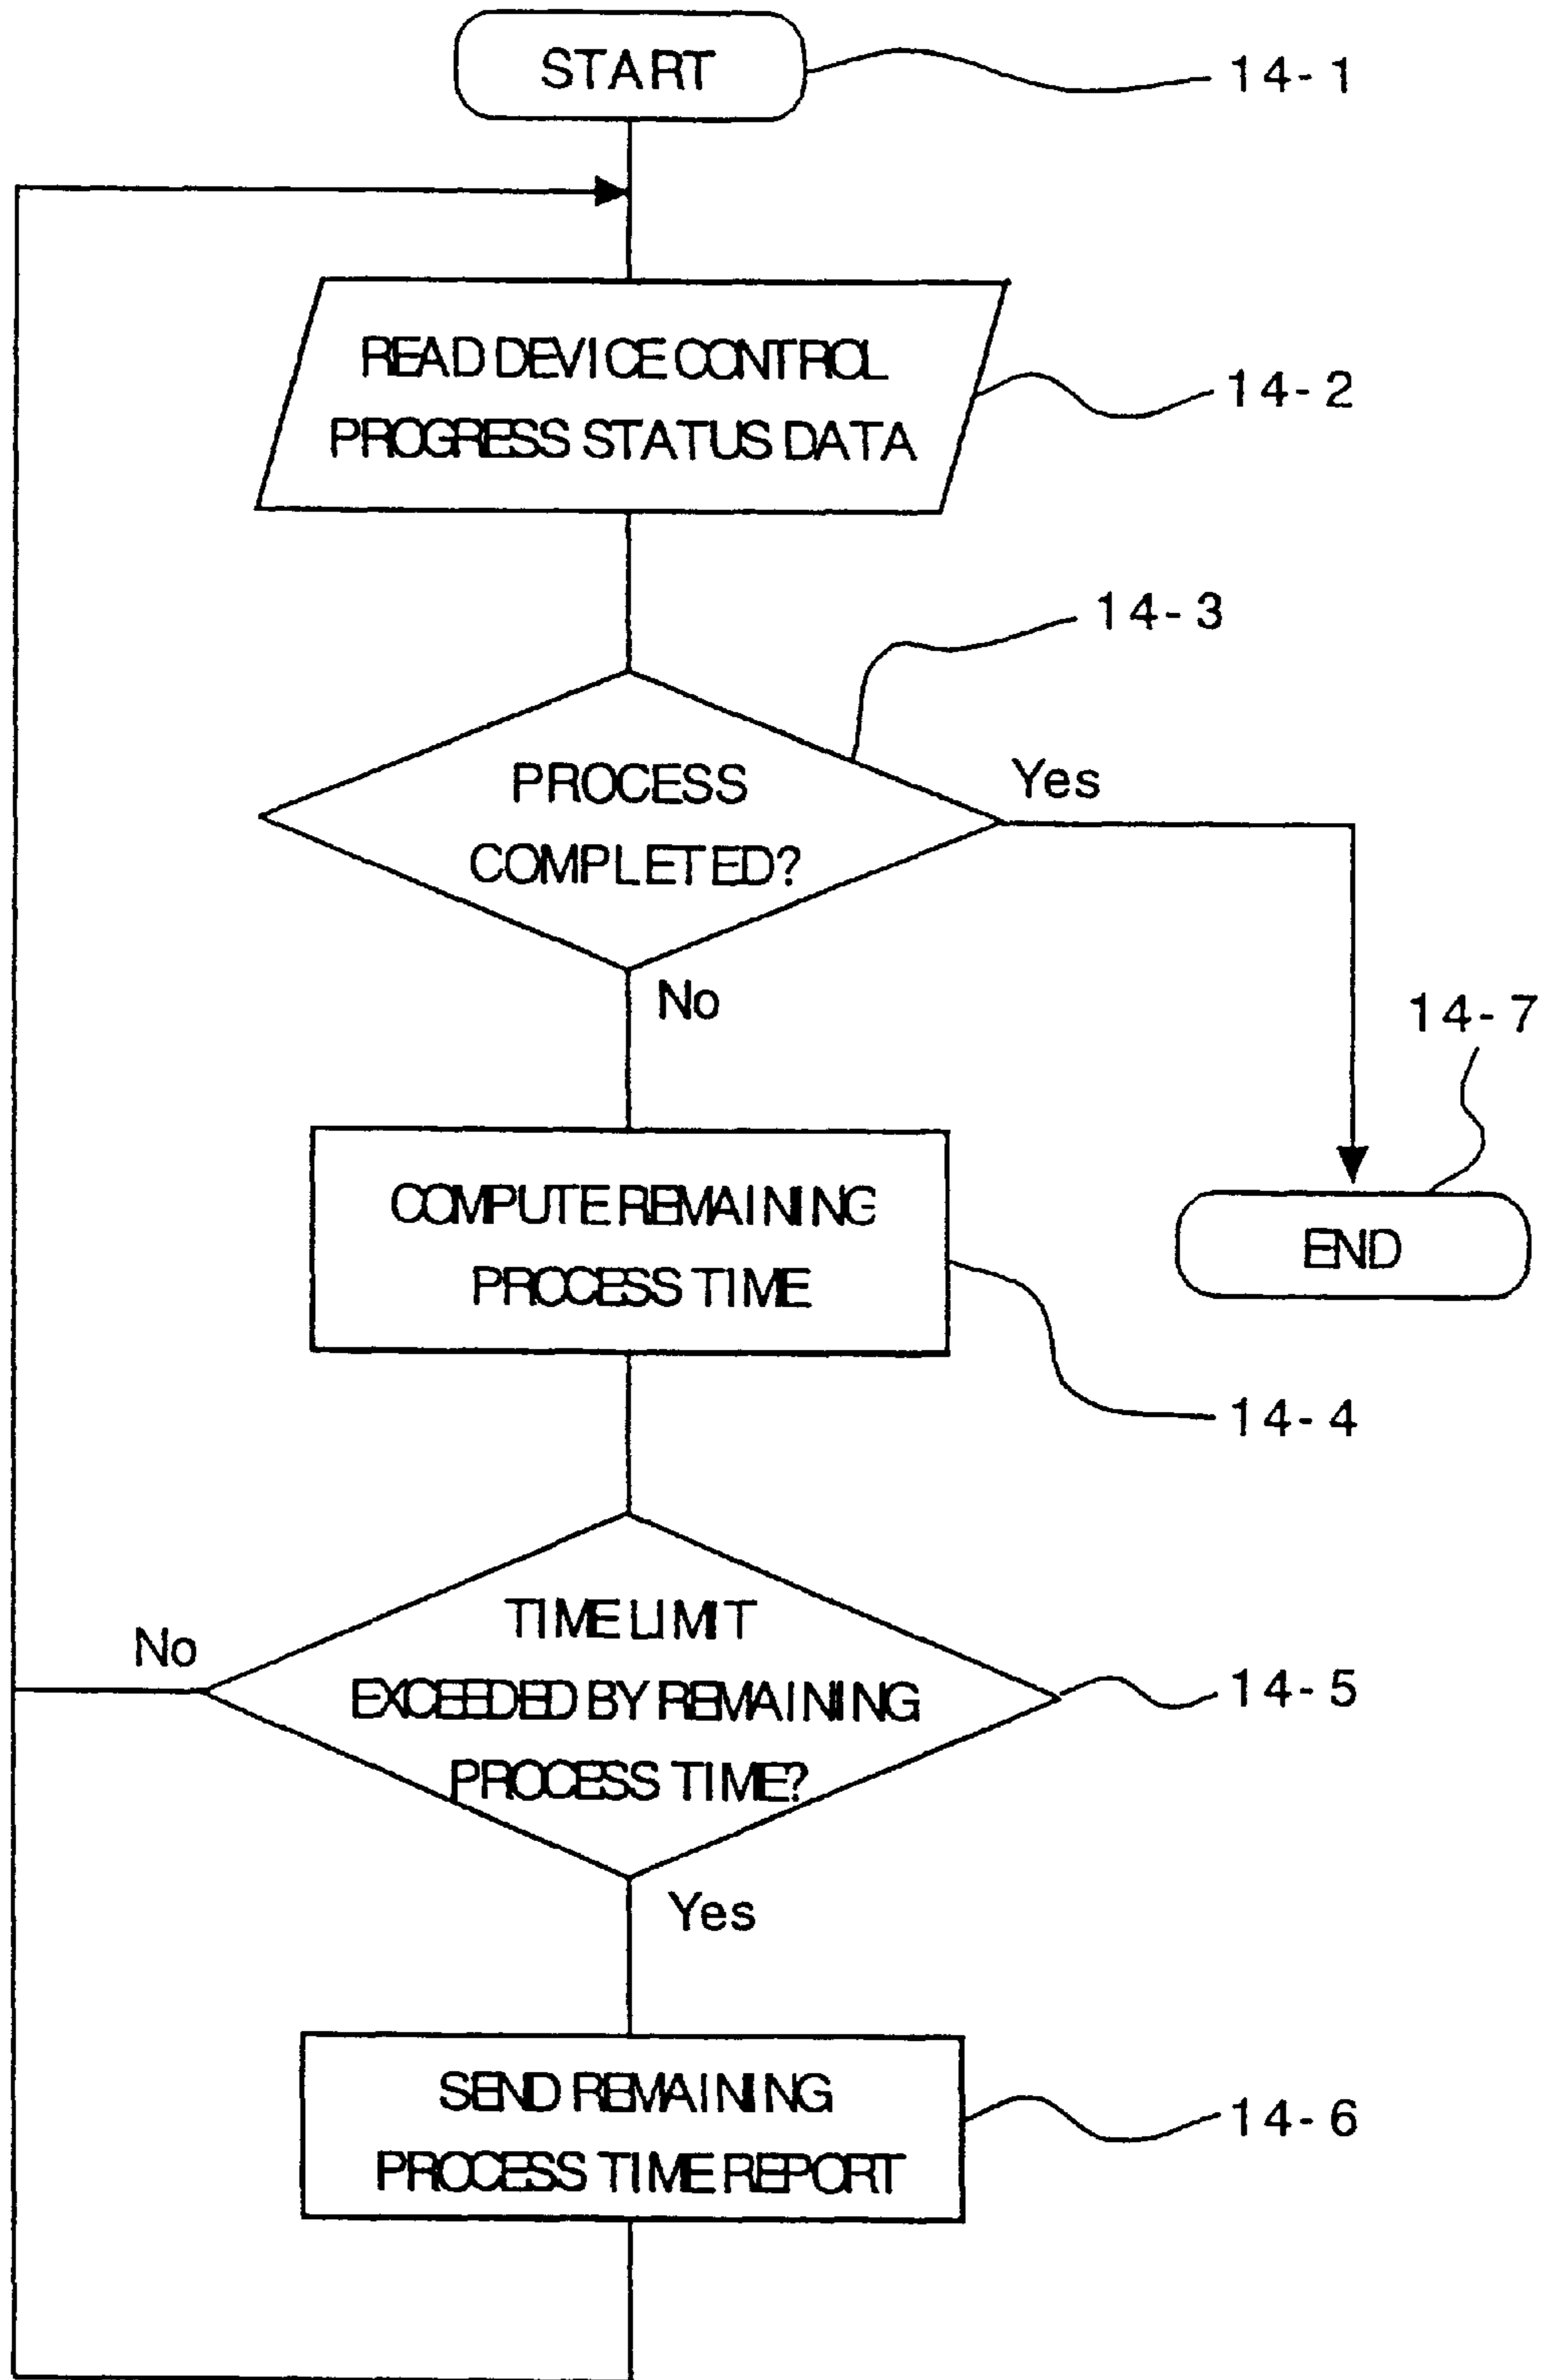 START
14-1
READ DEVICE CONTROL
PROGRESS STATUS DATA
14-2
14-3
PROCESS
COMPLETED?
Yes
No
14-7
COMPUTE REMAINING
PROCESS TIME
END
14-4
TIME LIMIT
EXCEEDED BY REMAINING
PROCESS TIME?
No
14-5
Yes
SEND REMAINING
PROCESS TIME REPORT
14-6